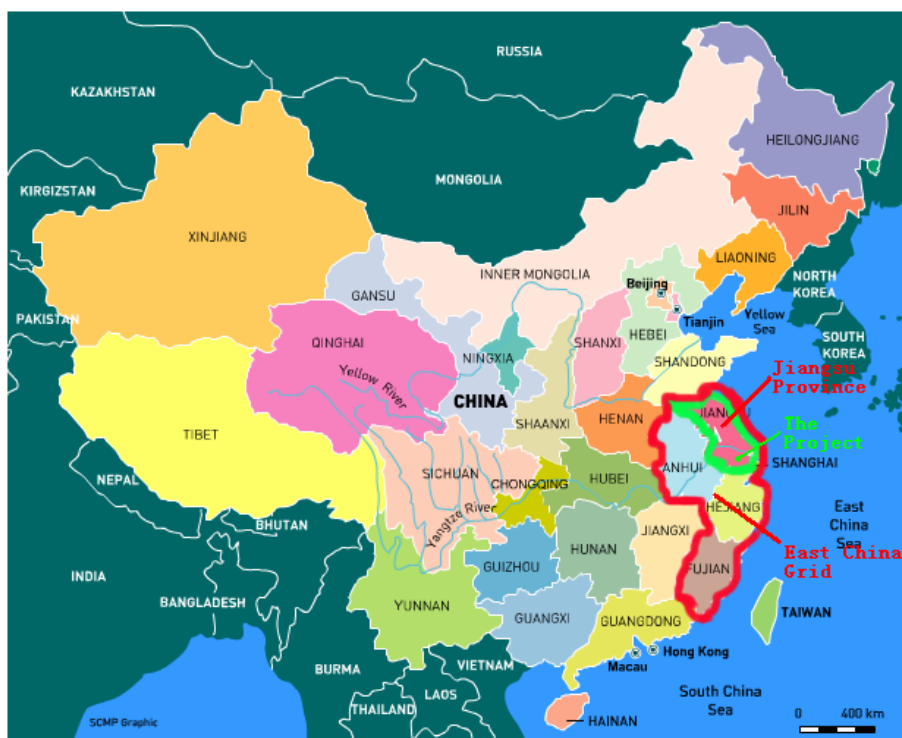 RUSSIA
KAZAKHSTAN
HEILONGJIANG
MONGOLIA
KIRGIZSTAN
JILIN
XINJIANG
LIAONING
INNER MONGOLIA
NORTH
KOREA
Beijing
GANSU
Tianjin
Yellow
Sea
PAKISTAN
HEBEI
SOUTH
KOREA
QINGHAI
SHANXI
NINGXIA
SHANDONG
Jiangsu
Province
Yellow River
CHINA
HENAN
The
Project
SHAANXI
TIBET
SHANGHAI
ANHUI
SICHUAN
HUBEI
CHONGQING
NEPAL
Yangtze River
East
China
Sea
BHUTAN
JIANGXI
HUNAN
East China
Grid
INDIA
GUIZHOU
FUJIAN
BANGLADESH
YUNNAN
TAIWAN
GUANGXI
GUANGDONG
Hong Kong
Macau
BURMA
VIETNAM
LAOS
South China
Sea
THAILAND
0 400 km
SCMP Graphic
HAINAN